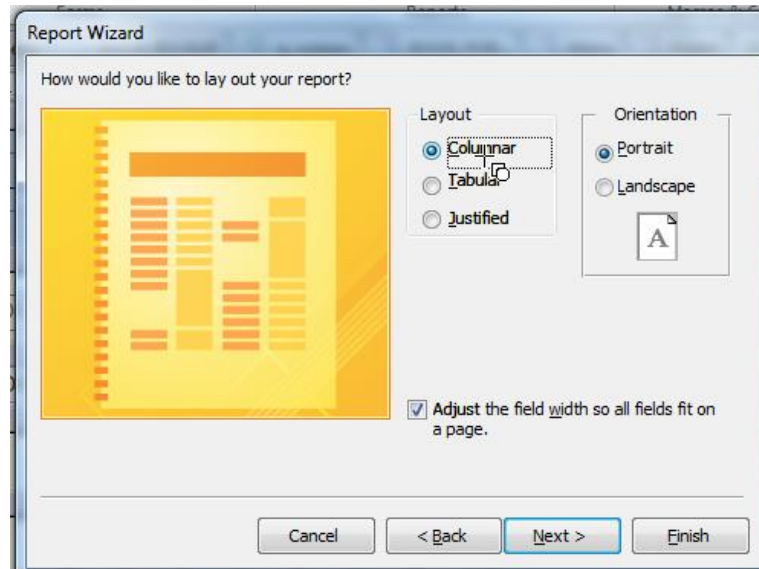 Report Wizard
How would you like to lay out your report?
Layout
Columnar
Tabular
Justified
Orientation
Portrait
Landscape
A
Adjust the field width so all fields fit on
a page.
Cancel
< Back
Next >
Finish